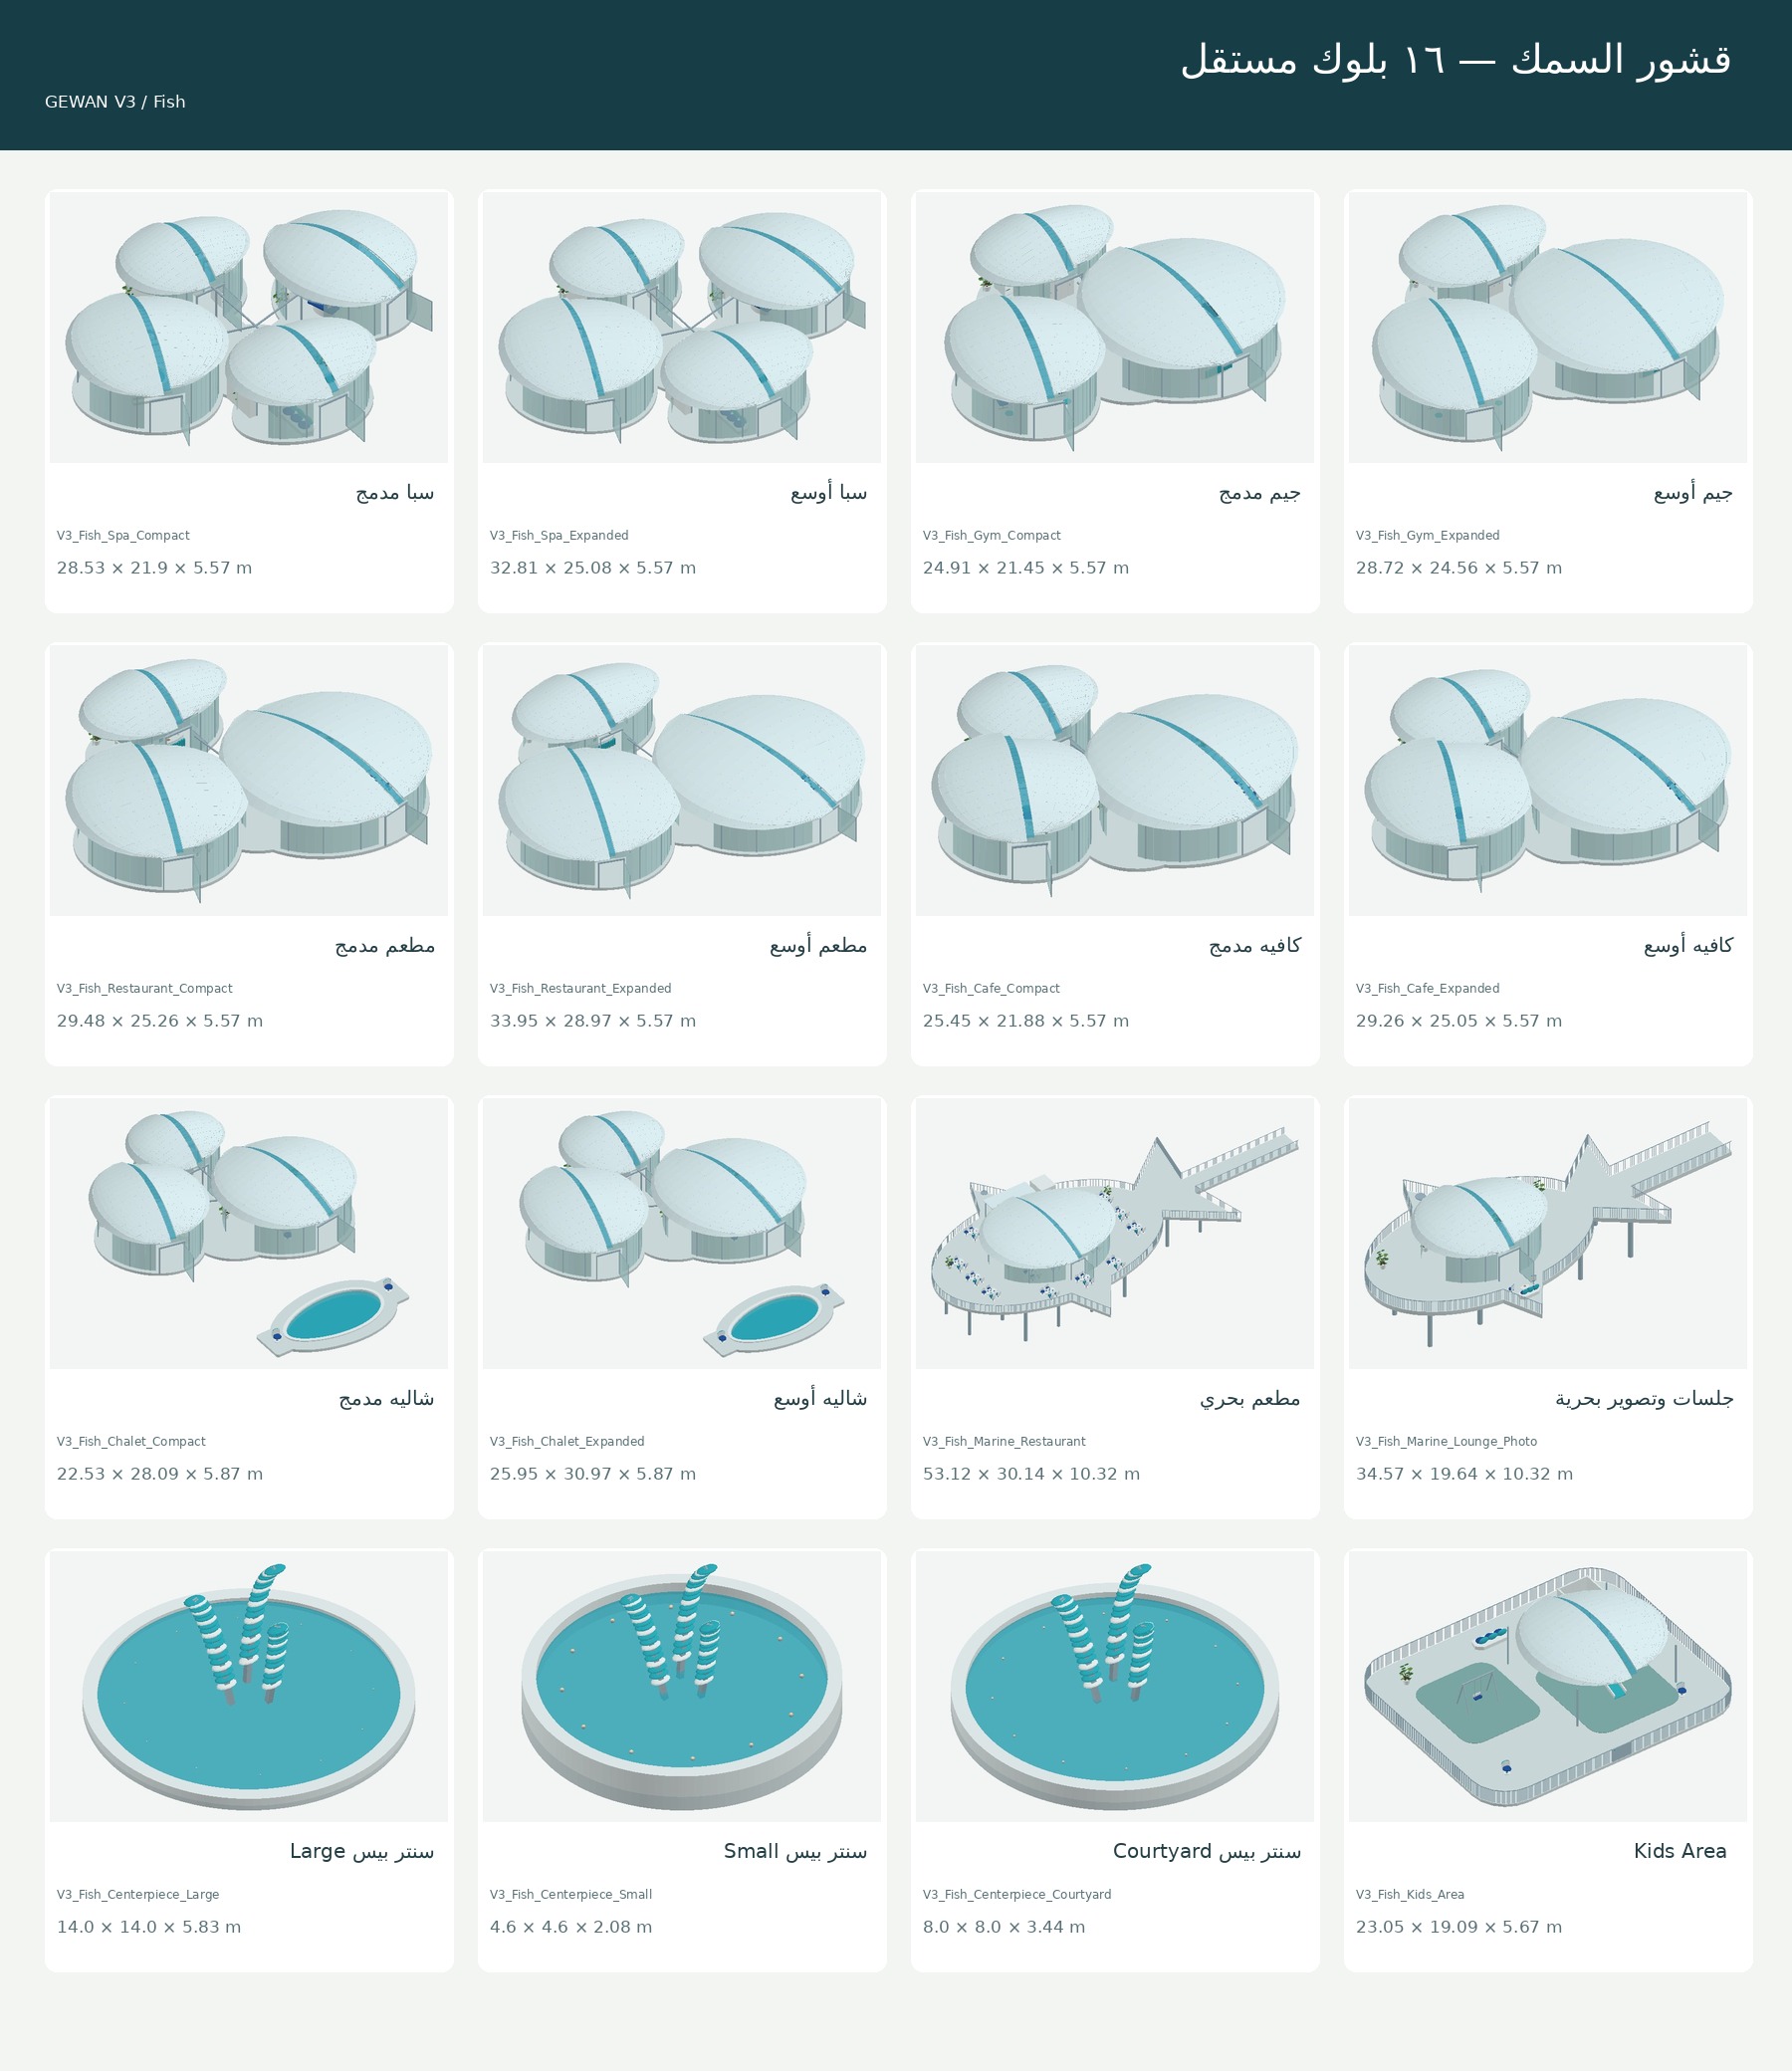 قشور السمك — ١٦ بلوك مستقل
GEWAN V3 / Fish
سبا مدمج
V3_Fish_Spa_Compact
28.53 × 21.9 × 5.57 m
سبا أوسع
V3_Fish_Spa_Expanded
32.81 × 25.08 × 5.57 m
جيم مدمج
V3_Fish_Gym_Compact
24.91 × 21.45 × 5.57 m
جيم أوسع
V3_Fish_Gym_Expanded
28.72 × 24.56 × 5.57 m
مطعم مدمج
V3_Fish_Restaurant_Compact
29.48 × 25.26 × 5.57 m
مطعم أوسع
V3_Fish_Restaurant_Expanded
33.95 × 28.97 × 5.57 m
كافيه مدمج
V3_Fish_Cafe_Compact
25.45 × 21.88 × 5.57 m
كافيه أوسع
V3_Fish_Cafe_Expanded
29.26 × 25.05 × 5.57 m
شاليه مدمج
V3_Fish_Chalet_Compact
22.53 × 28.09 × 5.87 m
شاليه أوسع
V3_Fish_Chalet_Expanded
25.95 × 30.97 × 5.87 m
مطعم بحري
V3_Fish_Marine_Restaurant
53.12 × 30.14 × 10.32 m
جلسات وتصوير بحرية
V3_Fish_Marine_Lounge_Photo
34.57 × 19.64 × 10.32 m
سنتر بيس Large
V3_Fish_Centerpiece_Large
14.0 × 14.0 × 5.83 m
سنتر بيس Small
V3_Fish_Centerpiece_Small
4.6 × 4.6 × 2.08 m
سنتر بيس Courtyard
V3_Fish_Centerpiece_Courtyard
8.0 × 8.0 × 3.44 m
Kids Area
V3_Fish_Kids_Area
23.05 × 19.09 × 5.67 m